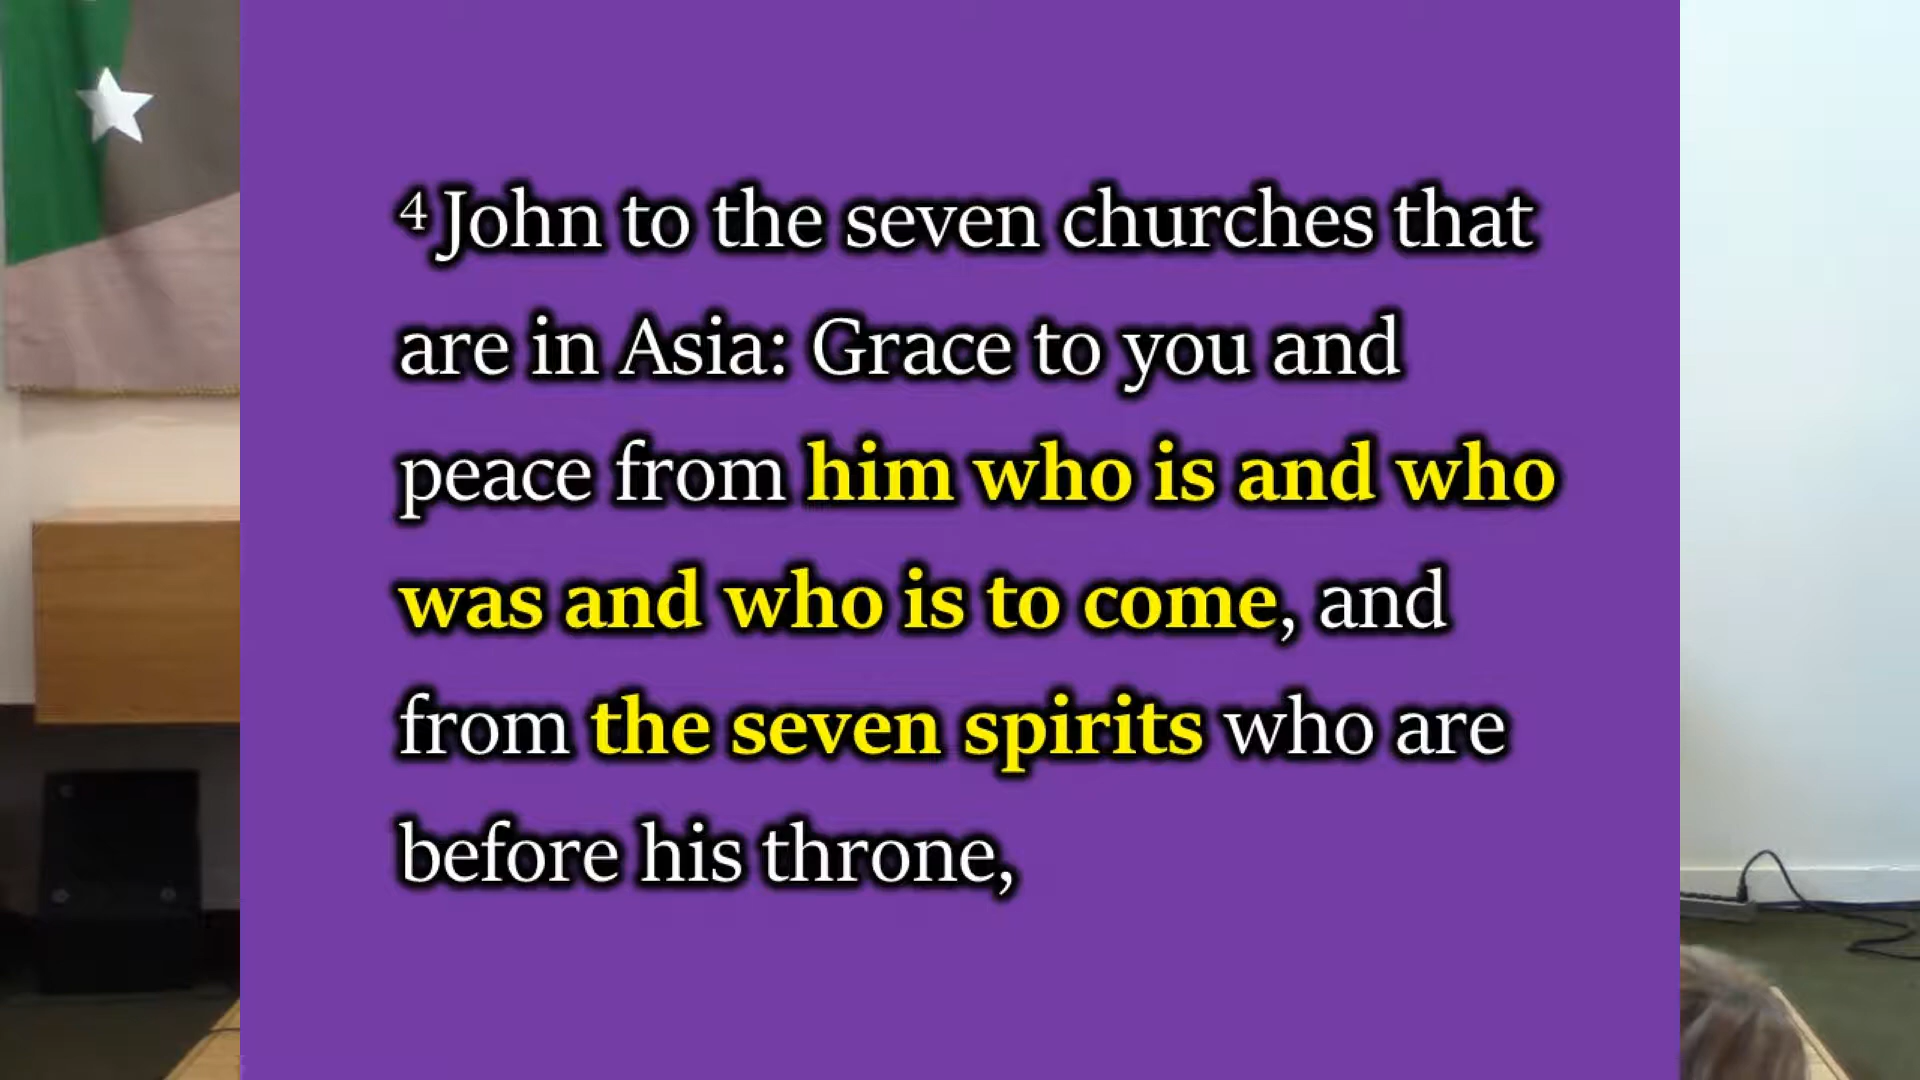 4 John to the seven churches that
are in Asia: Grace to you and
peace from him who is and who
was and who is to come, and
from the seven spirits who are
before his throne,